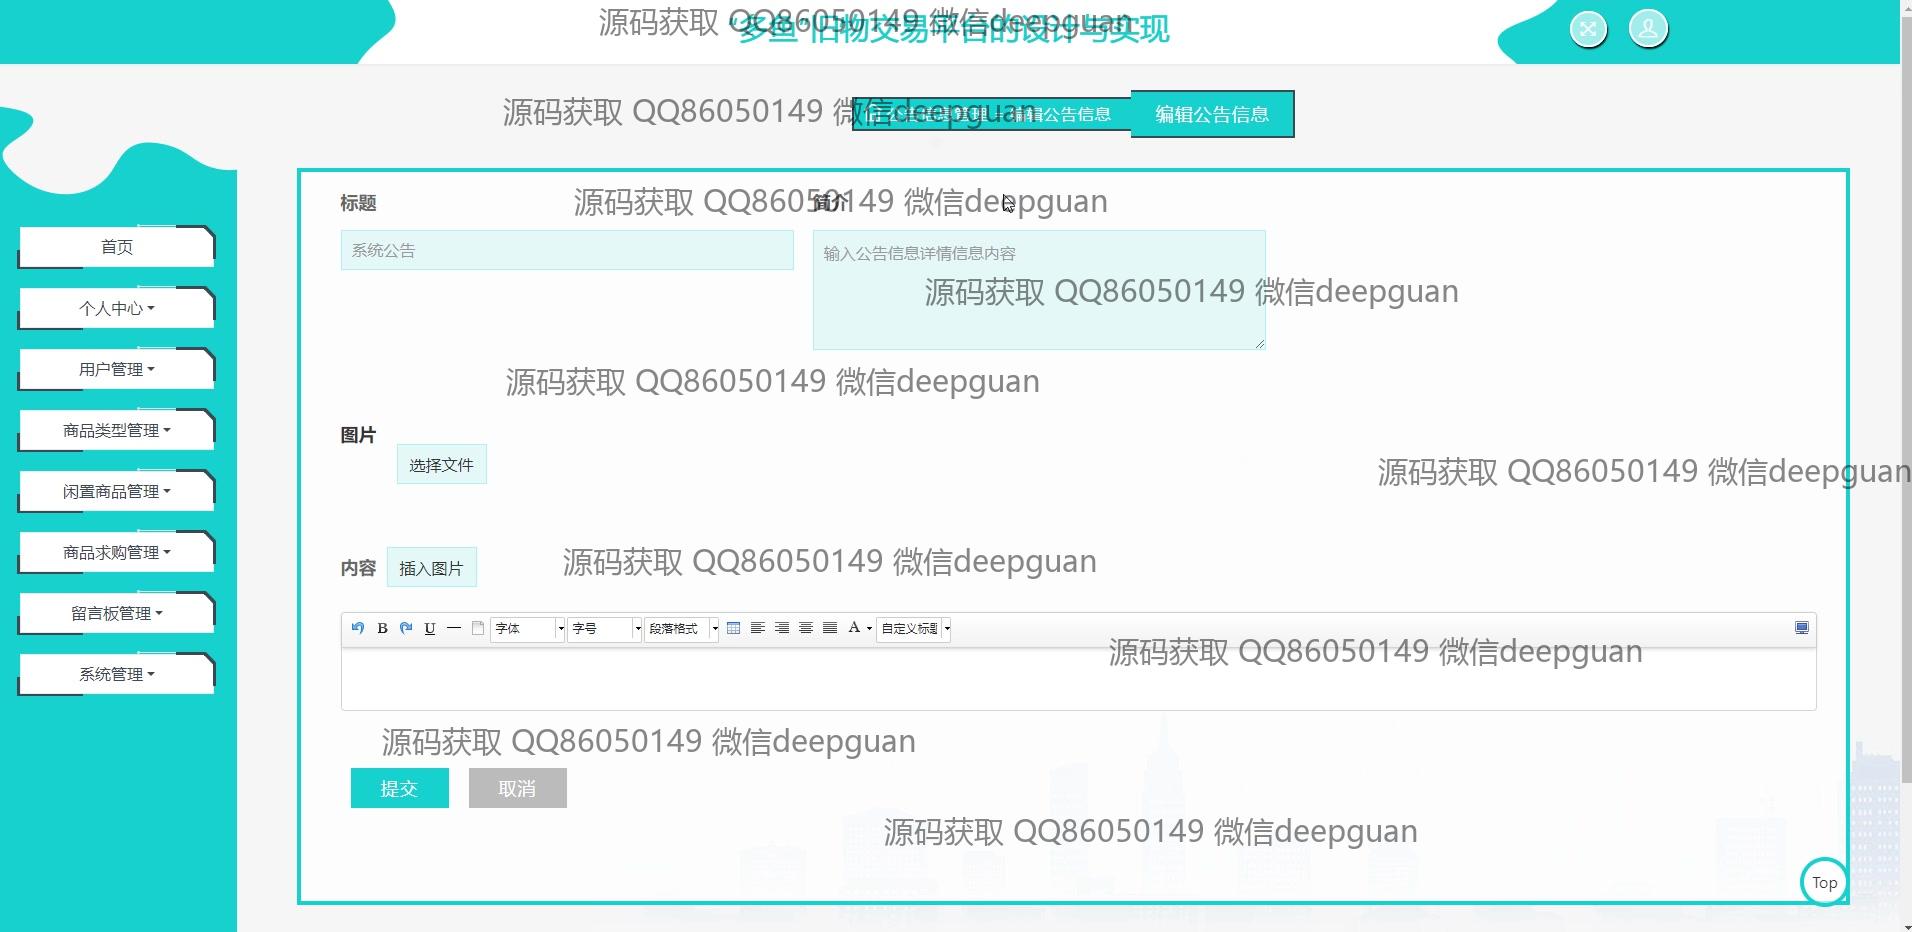 源码获取 QQ86050149 微信deepguan
“多鱼”旧物交易平台的设计与实现
源码获取 QQ86050149 微信deepguan
公告信息管理 编辑公告信息
编辑公告信息
源码获取 QQ86050149 微信deepguan
标题
简介
系统公告
输入公告信息详情信息内容
源码获取 QQ86050149 微信deepguan
首页
个人中心
用户管理
商品类型管理
闲置商品管理
商品求购管理
留言板管理
系统管理
源码获取 QQ86050149 微信deepguan
图片
选择文件
源码获取 QQ86050149 微信deepguan
内容
插入图片
源码获取 QQ86050149 微信deepguan
B U 字体 字号 段落格式 A 自定义标题
源码获取 QQ86050149 微信deepguan
源码获取 QQ86050149 微信deepguan
提交
取消
源码获取 QQ86050149 微信deepguan
Top